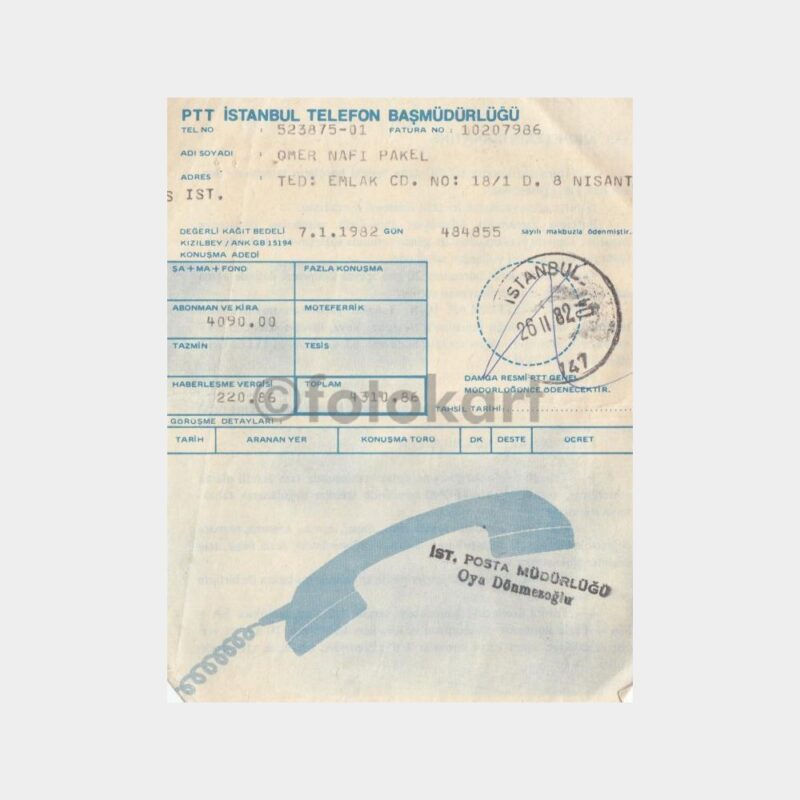 PTT İSTANBUL TELEFON BAŞMÜDÜRLÜĞÜ
TEL NO : 523875-01 FATURA NO : 10207986
ADI SOYADI : OMER NAFI PAKEL
ADRES : TED: EMLAK CD. NO: 18/1 D. 8 NISANT
S IST.
DEĞERLİ KAĞIT BEDELİ 7.1.1982 GÜN 484855 sayılı makbuzla ödenmiştir.
KIZILBEY / ANK GB 15194
KONUŞMA ADEDİ
ŞA + MA + FOND FAZLA KONUŞMA
ABONMAN VE KİRA MÜTEFERRİK
4090.00
TAZMİN TESİS
HABERLEŞME VERGİSİ TOPLAM
220.86 4310.86
İSTANBUL
26 II 82
147
DAMGA RESMİ PTT GENEL
MÜDÜRLÜĞÜNCE ÖDENECEKTİR.
TAHSİL TARİHİ
©fotokart
GÖRÜŞME DETAYLARI
TARİH ARANAN YER KONUŞMA TÜRÜ DK DESTE ÜCRET
İST. POSTA MÜDÜRLÜĞÜ
Oya Dönmezoğlu